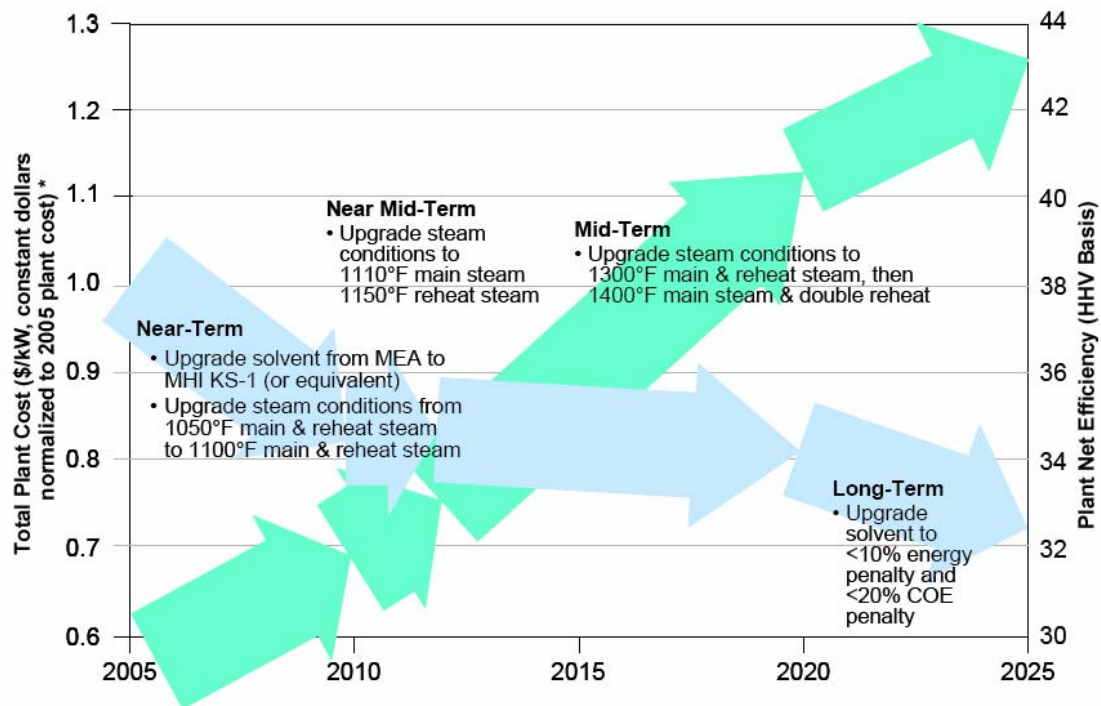 Total Plant Cost ($/kW, constant dollars
normalized to 2005 plant cost) *
1.3
1.2
1.1
1.0
0.9
0.8
0.7
0.6
Near-Term
• Upgrade solvent from MEA to
MHI KS-1 (or equivalent)
• Upgrade steam conditions from
1050°F main & reheat steam
to 1100°F main & reheat steam
Near Mid-Term
• Upgrade steam
conditions to
1110°F main steam
1150°F reheat steam
Mid-Term
• Upgrade steam conditions to
1300°F main & reheat steam, then
1400°F main steam & double reheat
Long-Term
• Upgrade
solvent to
<10% energy
penalty and
<20% COE
penalty
44
42
40
38
36
34
32
30
Plant Net Efficiency (HHV Basis)
2005
2010
2015
2020
2025